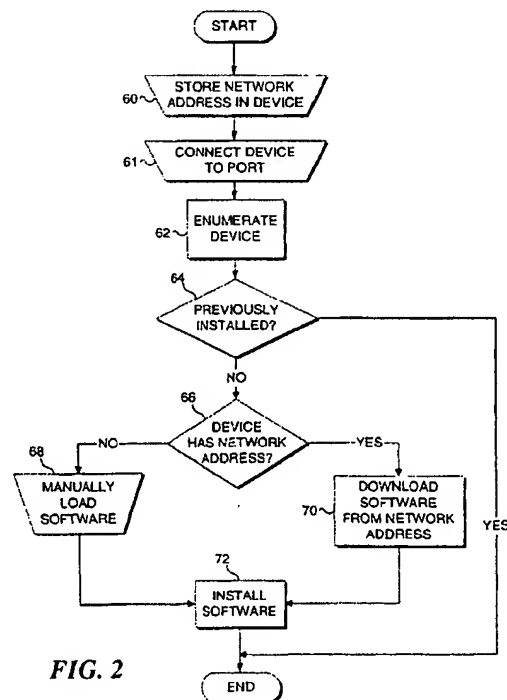 START
STORE NETWORK
ADDRESS IN DEVICE
60
CONNECT DEVICE
TO PORT
61
ENUMERATE
DEVICE
62
64
PREVIOUSLY
INSTALLED?
NO
66
DEVICE
HAS NETWORK
ADDRESS?
NO
YES
68
MANUALLY
LOAD
SOFTWARE
DOWNLOAD
SOFTWARE
FROM NETWORK
ADDRESS
70
YES
72
INSTALL
SOFTWARE
FIG. 2
END